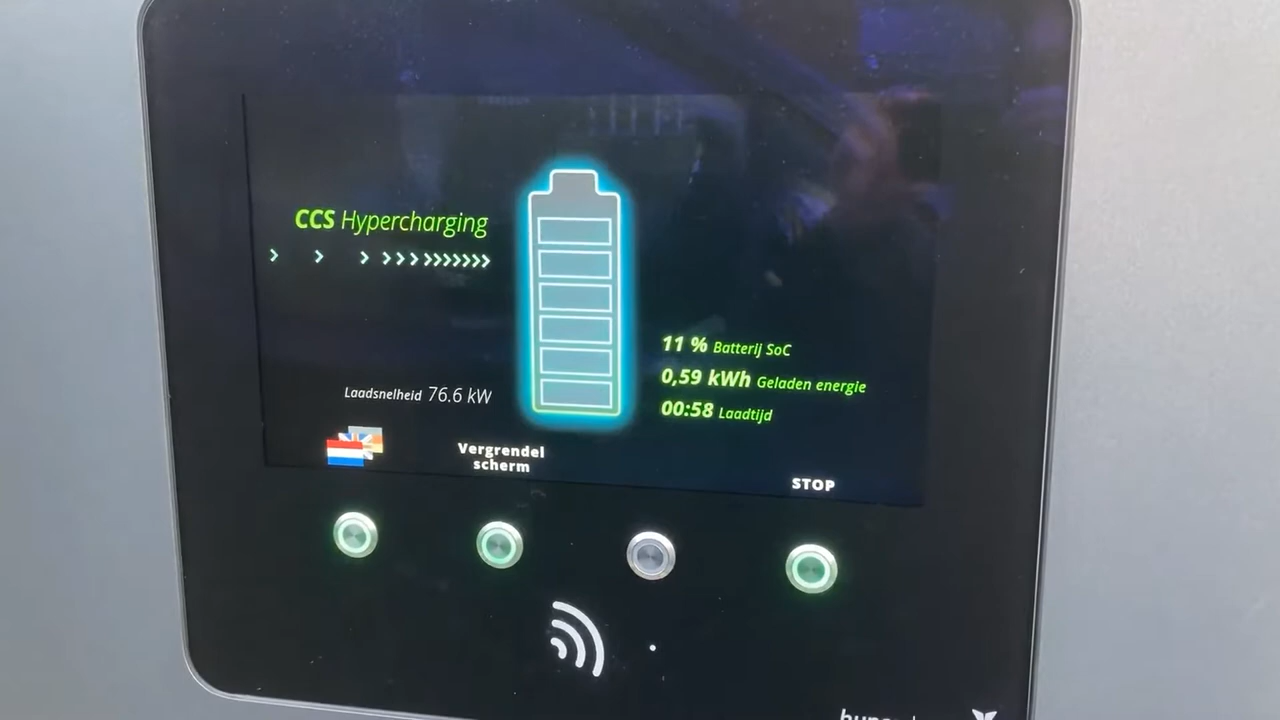 CCS Hypercharging
Laadsnelheid 76.6 kW
11 % Batterij SoC
0,59 kWh Geladen energie
00:58 Laadtijd
Vergrendel
scherm
STOP